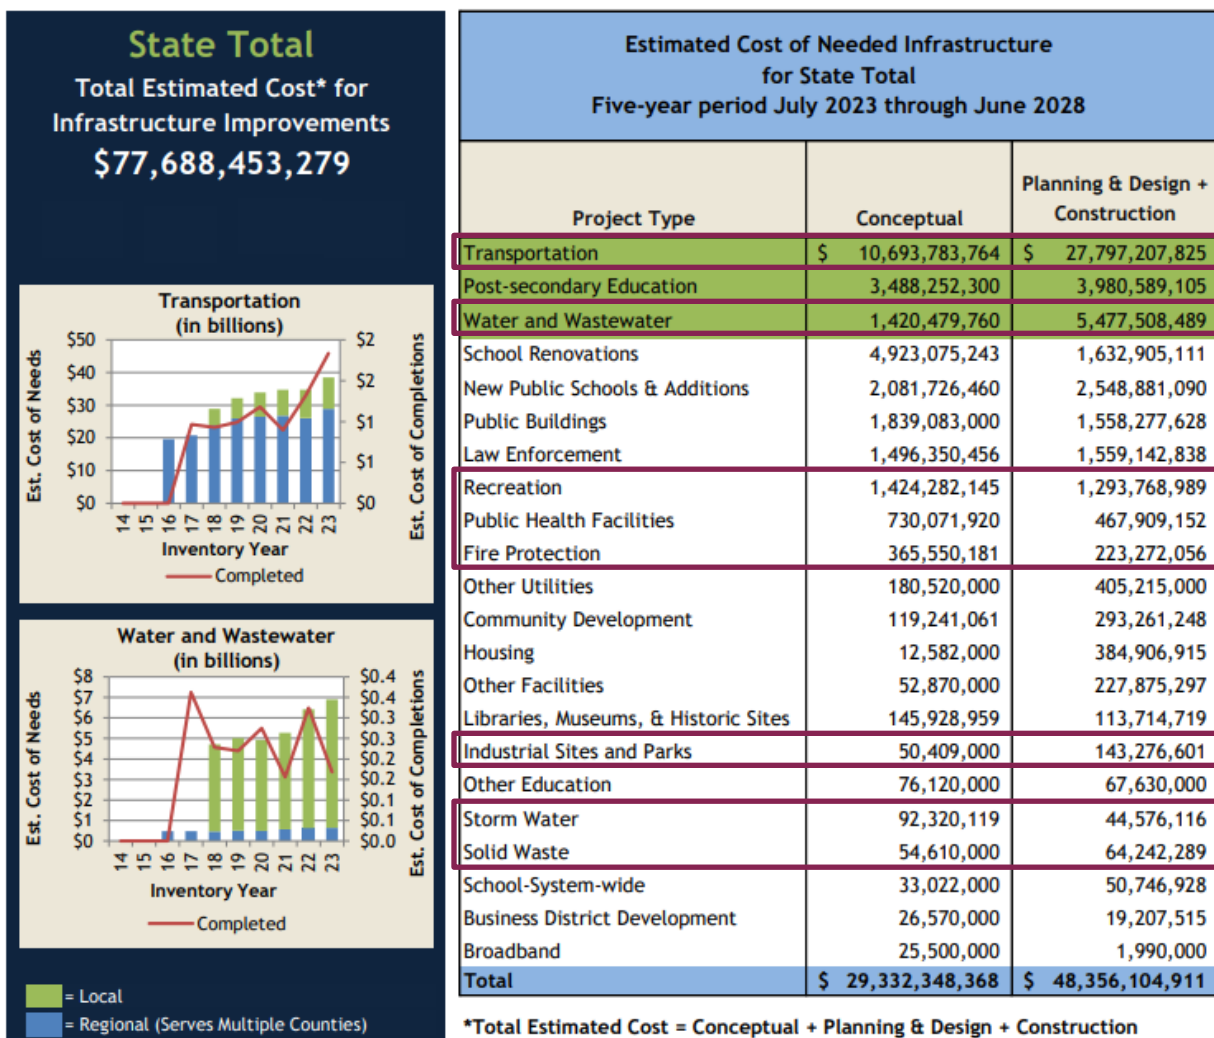 State Total
Total Estimated Cost* for
Infrastructure Improvements
$77,688,453,279
Transportation
(in billions)
Est. Cost of Needs
$50
$40
$30
$20
$10
$0
$2
$2
$1
$1
$0
Est. Cost of Completions
14 15 16 17 18 19 20 21 22 23
Inventory Year
Completed
Water and Wastewater
(in billions)
Est. Cost of Needs
$8
$7
$6
$5
$4
$3
$2
$1
$0
$0.4
$0.4
$0.3
$0.3
$0.2
$0.2
$0.1
$0.1
$0.0
Est. Cost of Completions
14 15 16 17 18 19 20 21 22 23
Inventory Year
Completed
= Local
= Regional (Serves Multiple Counties)
Estimated Cost of Needed Infrastructure
for State Total
Five-year period July 2023 through June 2028
Project Type Conceptual Planning & Design +
Construction
Transportation $ 10,693,783,764 $ 27,797,207,825
Post-secondary Education 3,488,252,300 3,980,589,105
Water and Wastewater 1,420,479,760 5,477,508,489
School Renovations 4,923,075,243 1,632,905,111
New Public Schools & Additions 2,081,726,460 2,548,881,090
Public Buildings 1,839,083,000 1,558,277,628
Law Enforcement 1,496,350,456 1,559,142,838
Recreation 1,424,282,145 1,293,768,989
Public Health Facilities 730,071,920 467,909,152
Fire Protection 365,550,181 223,272,056
Other Utilities 180,520,000 405,215,000
Community Development 119,241,061 293,261,248
Housing 12,582,000 384,906,915
Other Facilities 52,870,000 227,875,297
Libraries, Museums, & Historic Sites 145,928,959 113,714,719
Industrial Sites and Parks 50,409,000 143,276,601
Other Education 76,120,000 67,630,000
Storm Water 92,320,119 44,576,116
Solid Waste 54,610,000 64,242,289
School-System-wide 33,022,000 50,746,928
Business District Development 26,570,000 19,207,515
Broadband 25,500,000 1,990,000
Total $ 29,332,348,368 $ 48,356,104,911
*Total Estimated Cost = Conceptual + Planning & Design + Construction